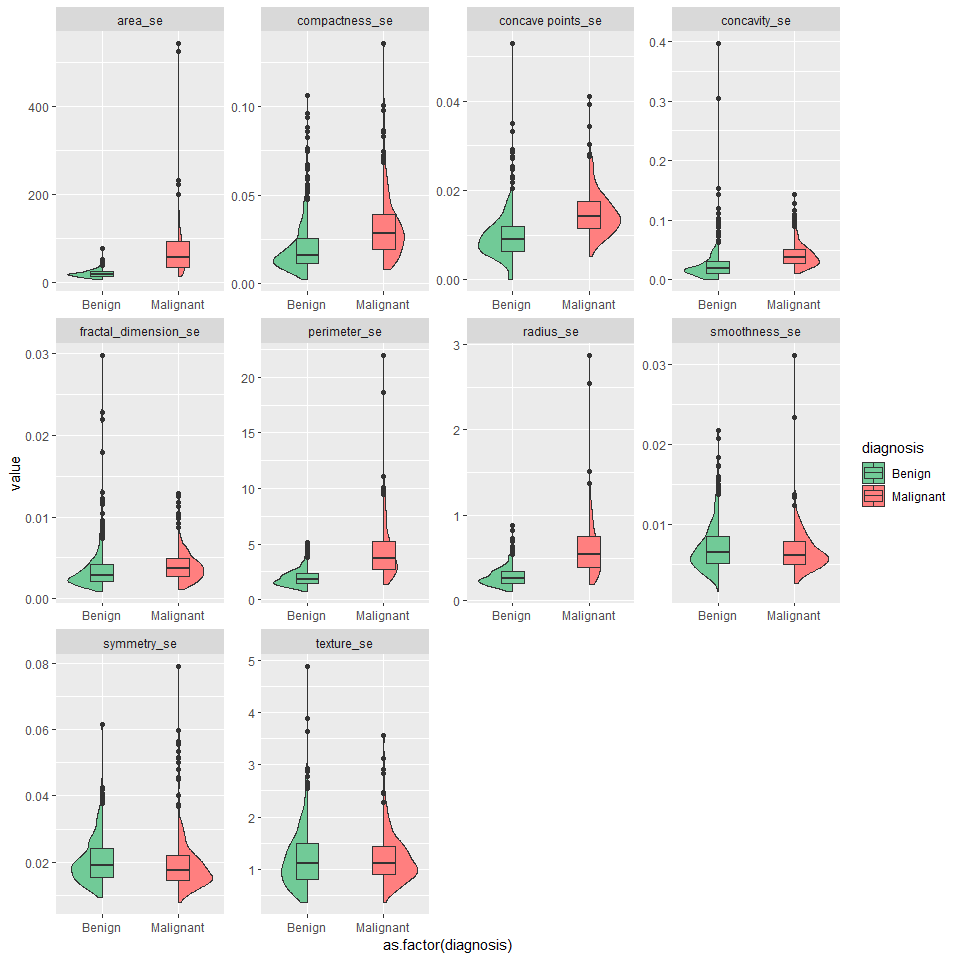 area_se
compactness_se
concave points_se
concavity_se
400
200
0
0.10
0.05
0.00
0.04
0.02
0.00
0.4
0.3
0.2
0.1
0.0
Benign Malignant
Benign Malignant
Benign Malignant
Benign Malignant
fractal_dimension_se
perimeter_se
radius_se
smoothness_se
0.03
0.02
0.01
0.00
20
15
10
5
0
3
2
1
0
0.03
0.02
0.01
Benign Malignant
Benign Malignant
Benign Malignant
Benign Malignant
symmetry_se
texture_se
0.08
0.06
0.04
0.02
5
4
3
2
1
Benign Malignant
Benign Malignant
value
as.factor(diagnosis)
diagnosis
Benign
Malignant